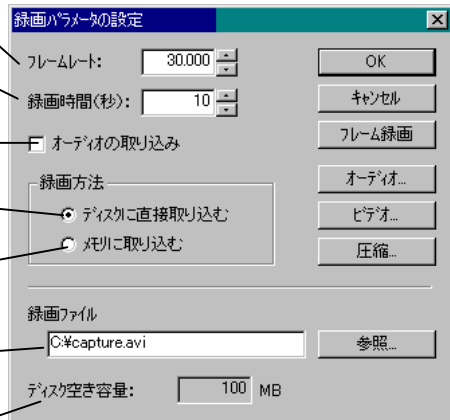 録画ﾊﾟﾗﾒｰﾀの設定
ﾌﾚｰﾑﾚｰﾄ: 30.000
OK
録画時間(秒): 10
ｷｬﾝｾﾙ
ｵｰﾃﾞｨｵの取り込み
ﾌﾚｰﾑ録画
録画方法
ｵｰﾃﾞｨｵ...
ﾃﾞｨｽｸに直接取り込む
ﾋﾞﾃﾞｵ...
ﾒﾓﾘに取り込む
圧縮...
録画ﾌｧｲﾙ
C:¥capture.avi
参照...
ﾃﾞｨｽｸ空き容量: 100 MB